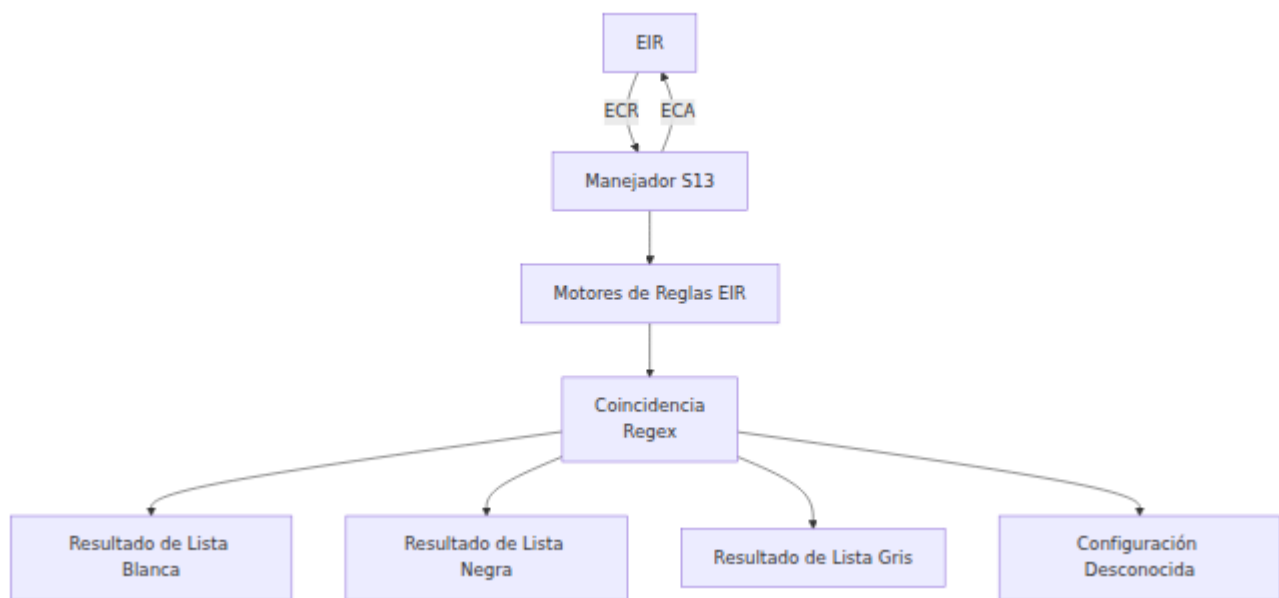 EIR
ECR
ECA
Manejador S13
Motores de Reglas EIR
Coincidencia
Regex
Resultado de Lista
Blanca
Resultado de Lista
Negra
Resultado de Lista Gris
Configuración
Desconocida